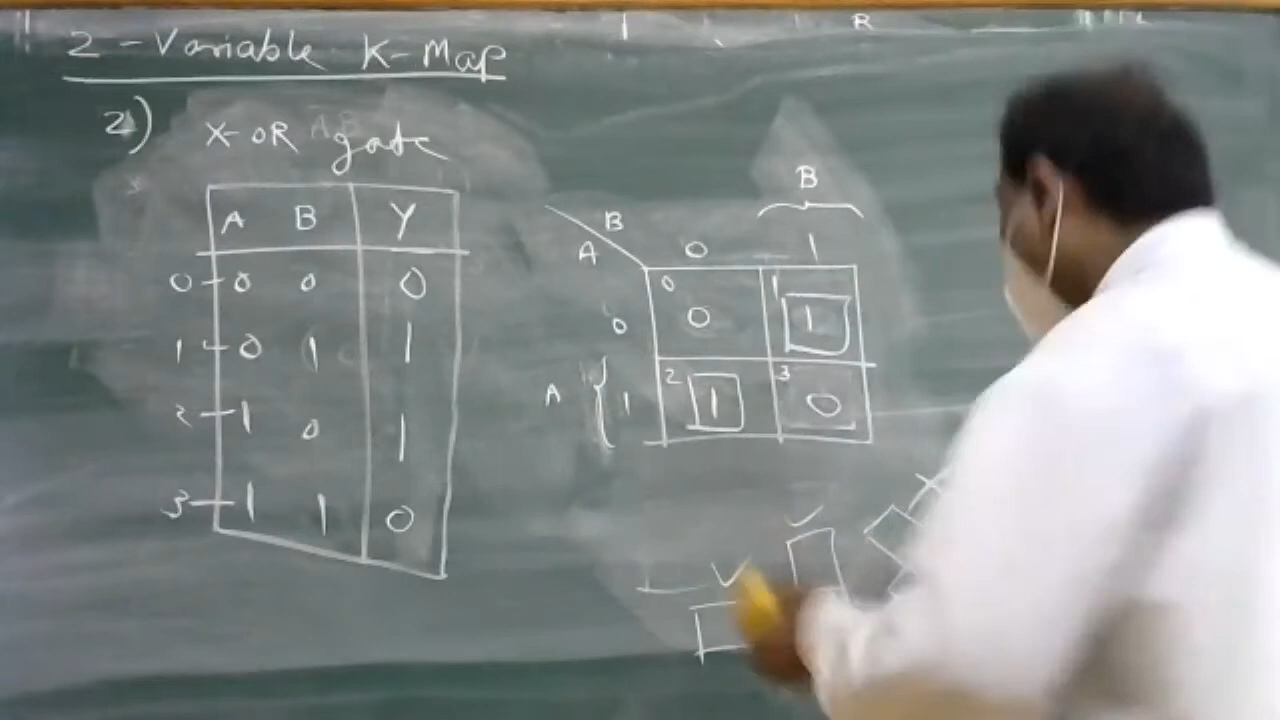 R
2-Variable K-Map
2) X-OR gate
A B Y
0 0 0 0
1 0 1 1
2 1 0 1
3 1 1 0
B
B
A 0 1
0 0 0 1 1
A 1 2 1 3 0